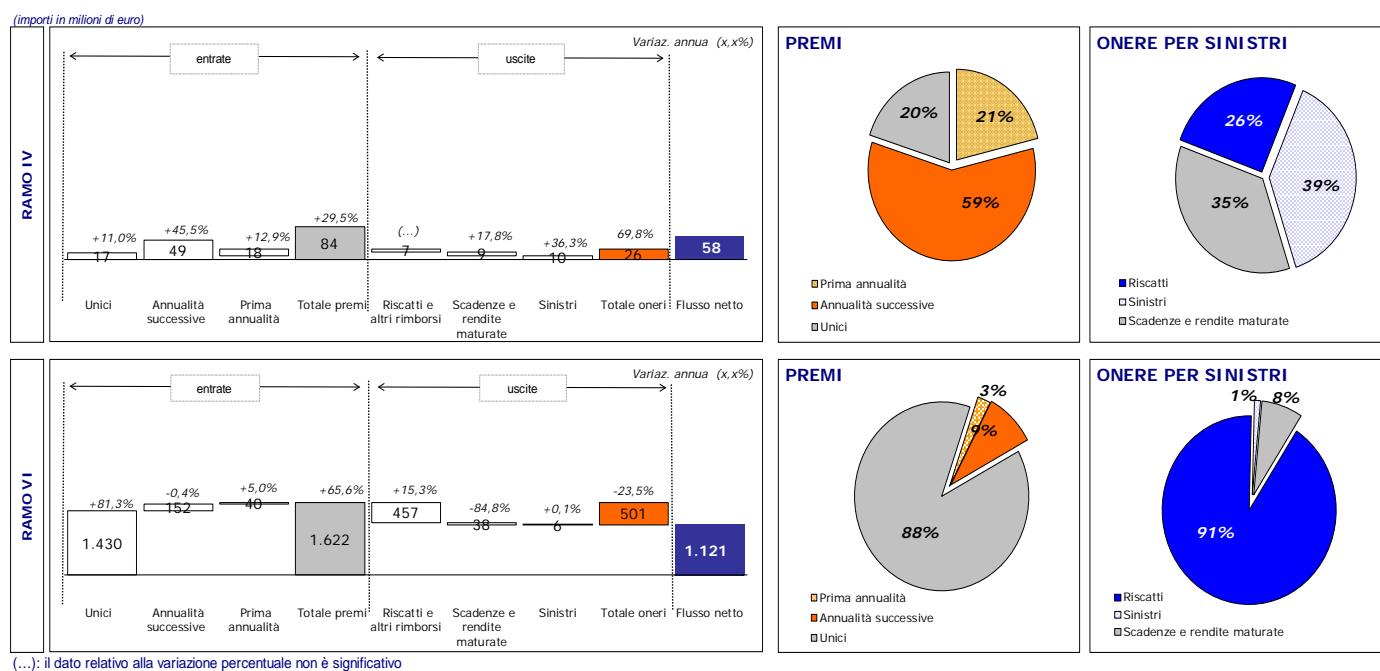 (importi in milioni di euro)
RAMO IV
entrate
uscite
Variaz. annua (x,x%)
+11,0%
+45,5%
+12,9%
+29,5%
(...)
+17,8%
+36,3%
69,8%
17
49
18
84
7
9
10
26
58
Unici
Annualità successive
Prima annualità
Totale premi
Riscatti e altri rimborsi
Scadenze e rendite maturate
Sinistri
Totale oneri
Flusso netto
PREMI
20%
21%
59%
Prima annualità
Annualità successive
Unici
ONERE PER SINISTRI
26%
39%
35%
Riscatti
Sinistri
Scadenze e rendite maturate
RAMO VI
entrate
uscite
Variaz. annua (x,x%)
+81,3%
-0,4%
+5,0%
+65,6%
+15,3%
-84,8%
+0,1%
-23,5%
1.430
152
40
1.622
457
38
6
501
1.121
Unici
Annualità successive
Prima annualità
Totale premi
Riscatti e altri rimborsi
Scadenze e rendite maturate
Sinistri
Totale oneri
Flusso netto
PREMI
3%
9%
88%
Prima annualità
Annualità successive
Unici
ONERE PER SINISTRI
1%
8%
91%
Riscatti
Sinistri
Scadenze e rendite maturate
(...): il dato relativo alla variazione percentuale non è significativo